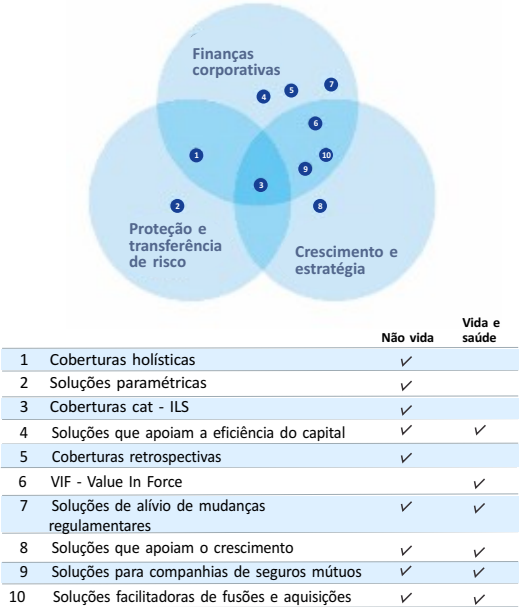 Finanças
corporativas
4
5
7
6
1
10
9
3
2
8
Proteção e
transferência
de risco
Crescimento e
estratégia
Não vida
Vida e
saúde
1 Coberturas holísticas ✓
2 Soluções paramétricas ✓
3 Coberturas cat - ILS ✓
4 Soluções que apoiam a eficiência do capital ✓ ✓
5 Coberturas retrospectivas ✓
6 VIF - Value In Force ✓
7 Soluções de alívio de mudanças
regulamentares ✓ ✓
8 Soluções que apoiam o crescimento ✓ ✓
9 Soluções para companhias de seguros mútuos ✓ ✓
10 Soluções facilitadoras de fusões e aquisições ✓ ✓